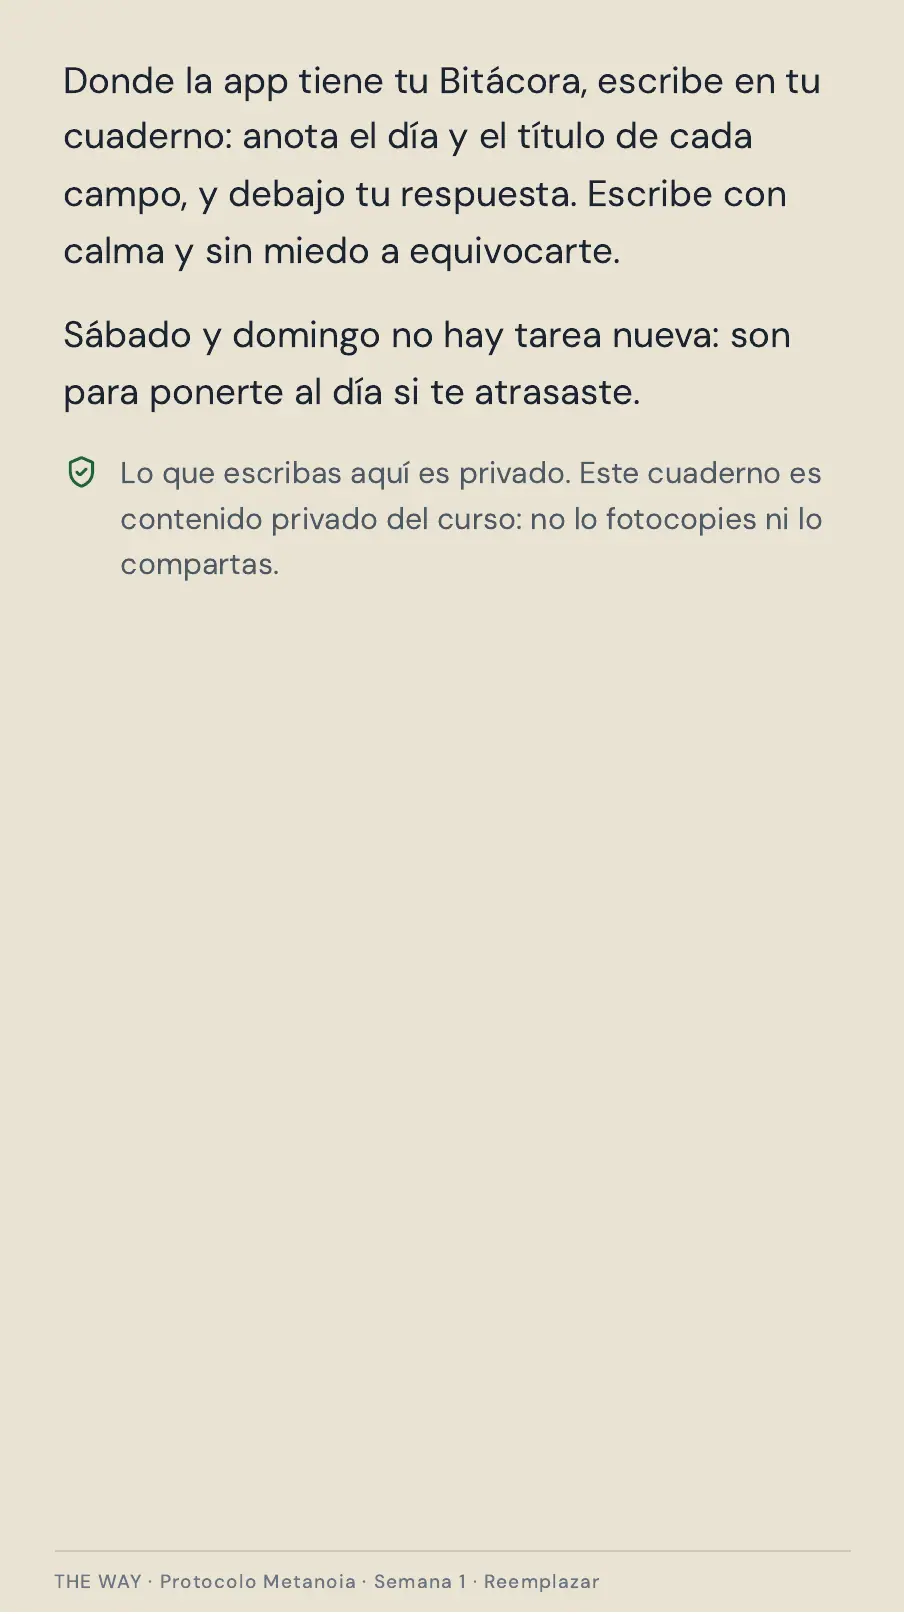 Donde la app tiene tu Bitácora, escribe en tu
cuaderno: anota el día y el título de cada
campo, y debajo tu respuesta. Escribe con
calma y sin miedo a equivocarte.
Sábado y domingo no hay tarea nueva: son
para ponerte al día si te atrasaste.
Lo que escribas aquí es privado. Este cuaderno es
contenido privado del curso: no lo fotocopies ni lo
compartas.
THE WAY · Protocolo Metanoia · Semana 1 · Reemplazar